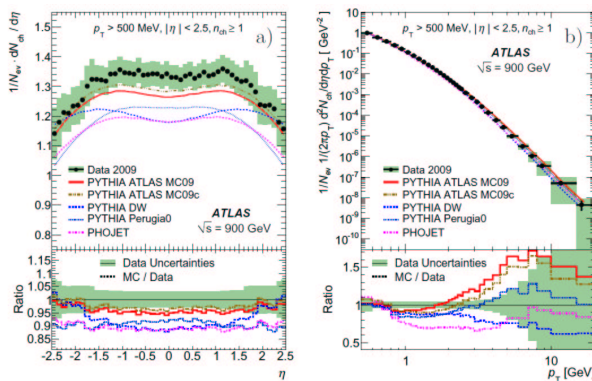 p_T > 500 MeV, | η | < 2.5, n_ch ≥ 1
a)
1/N_ev · dN_ch / dη
1.5
1.4
1.3
1.2
1.1
1
0.9
0.8
Data 2009
PYTHIA ATLAS MC09
PYTHIA ATLAS MC09c
PYTHIA DW
PYTHIA Perugia0
PHOJET
ATLAS
√s = 900 GeV
Ratio
1.15
1.1
1.05
1
0.95
0.9
0.85
Data Uncertainties
MC / Data
-2.5 -2 -1.5 -1 -0.5 0 0.5 1 1.5 2 2.5
η
p_T > 500 MeV, | η | < 2.5, n_ch ≥ 1
b)
1/N_ev 1/(2πp_T) d²N_ch/dηdp_T [ GeV⁻² ]
10
1
10⁻¹
10⁻²
10⁻³
10⁻⁴
10⁻⁵
10⁻⁶
10⁻⁷
10⁻⁸
10⁻⁹
10⁻¹⁰
ATLAS
√s = 900 GeV
Data 2009
PYTHIA ATLAS MC09
PYTHIA ATLAS MC09c
PYTHIA DW
PYTHIA Perugia0
PHOJET
Ratio
1.5
1
0.5
Data Uncertainties
MC / Data
1
10
p_T [GeV]